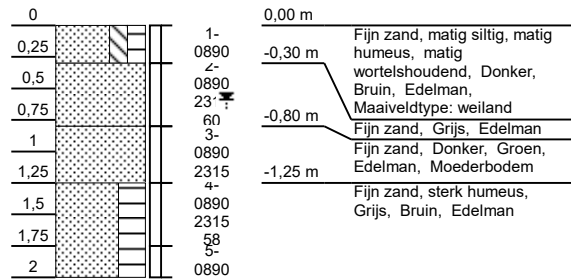 0
0,25
0,5
0,75
1
1,25
1,5
1,75
2
1-
0890
2-
0890
60
3-
0890
2315
4-
0890
2315
58
5-
0890
0,00 m
Fijn zand, matig siltig, matig
humeus, matig
wortelshoudend, Donker,
Bruin, Edelman,
Maaiveldtype: weiland
-0,30 m
Fijn zand, Grijs, Edelman
-0,80 m
Fijn zand, Donker, Groen,
Edelman, Moederbodem
-1,25 m
Fijn zand, sterk humeus,
Grijs, Bruin, Edelman